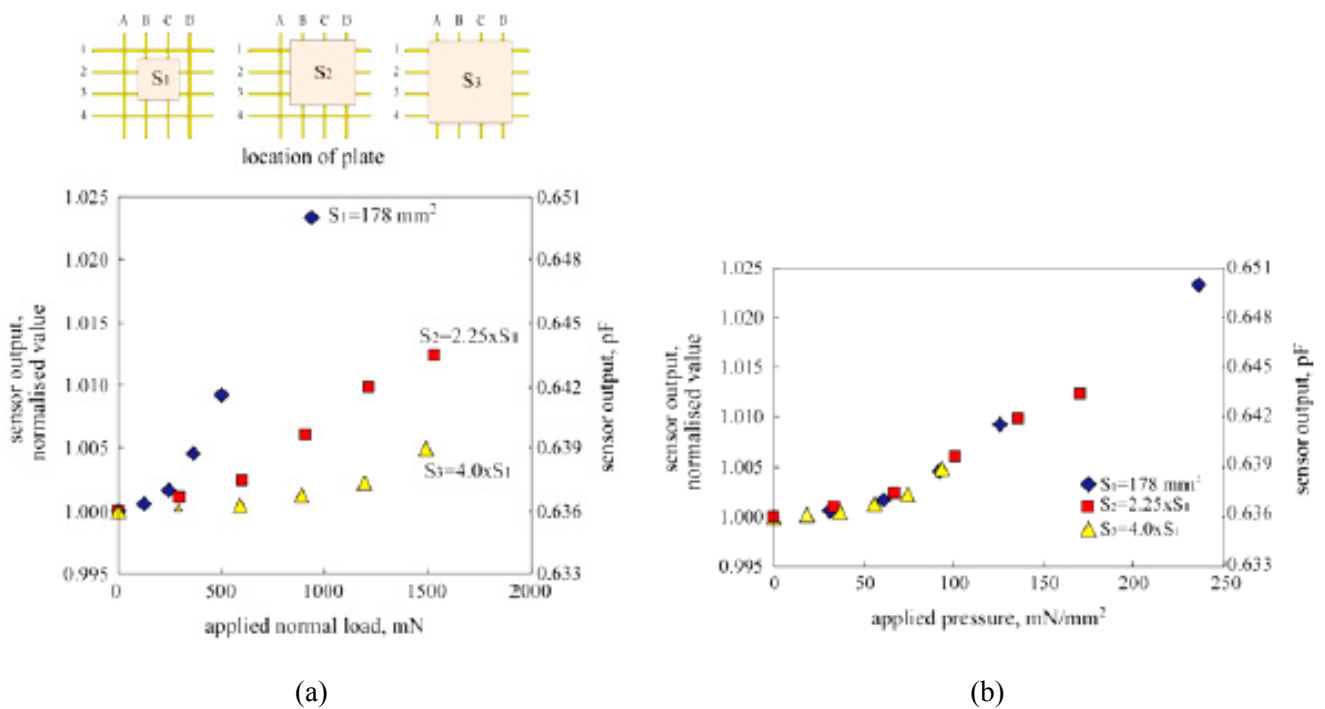 A B C D
1
2
3
4
S1
A B C D
1
2
3
4
S2
A B C D
1
2
3
4
S3
location of plate
sensor output,
normalised value
1.025
1.020
1.015
1.010
1.005
1.000
0.995
S1=178 mm²
S2=2.25xS1
S3=4.0xS1
0.651
0.648
0.645
0.642
0.639
0.636
0.633
sensor output, pF
0 500 1000 1500 2000
applied normal load, mN
(a)
sensor output,
normalised value
1.025
1.020
1.015
1.010
1.005
1.000
0.995
0.651
0.648
0.645
0.642
0.639
0.636
0.633
sensor output, pF
S1=178 mm²
S2=2.25xS1
S3=4.0xS1
0 50 100 150 200 250
applied pressure, mN/mm²
(b)